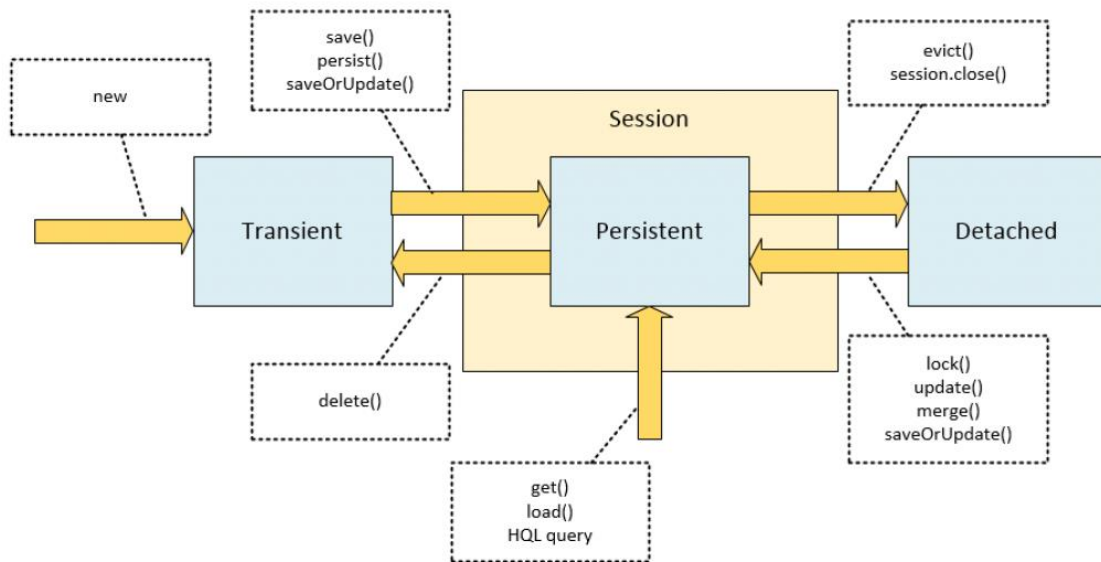 new
save()
persist()
saveOrUpdate()
evict()
session.close()
Session
Transient
Persistent
Detached
delete()
get()
load()
HQL query
lock()
update()
merge()
saveOrUpdate()